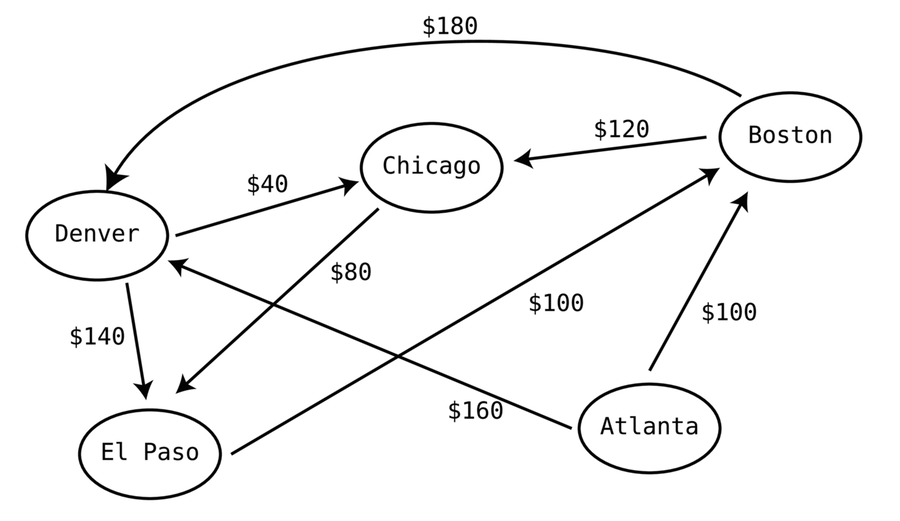 $180
$120
Boston
Chicago
$40
Denver
$80
$100
$100
$140
$160
Atlanta
El Paso